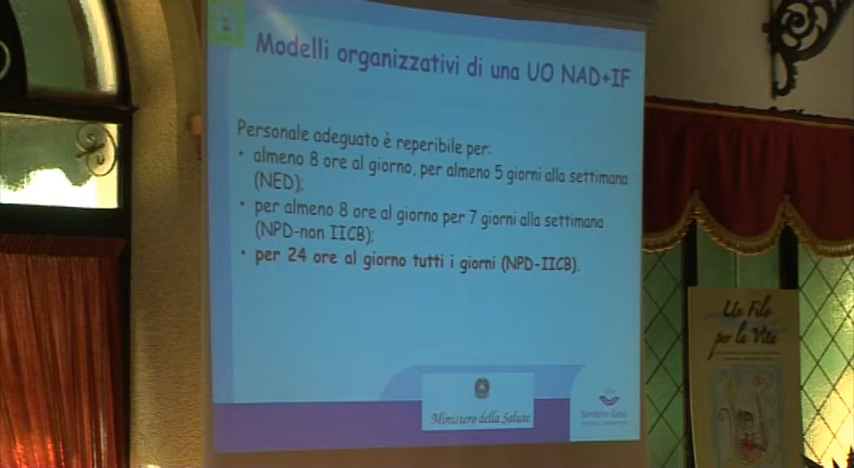 Modelli organizzativi di una UO NAD+IF
Personale adeguato è reperibile per:
• almeno 8 ore al giorno, per almeno 5 giorni alla settimana
(NED);
• per almeno 8 ore al giorno per 7 giorni alla settimana
(NPD-non IICB);
• per 24 ore al giorno tutti i giorni (NPD-IICB).
Ministero della Salute
Bambino Gesù
Un Filo
per la Vita